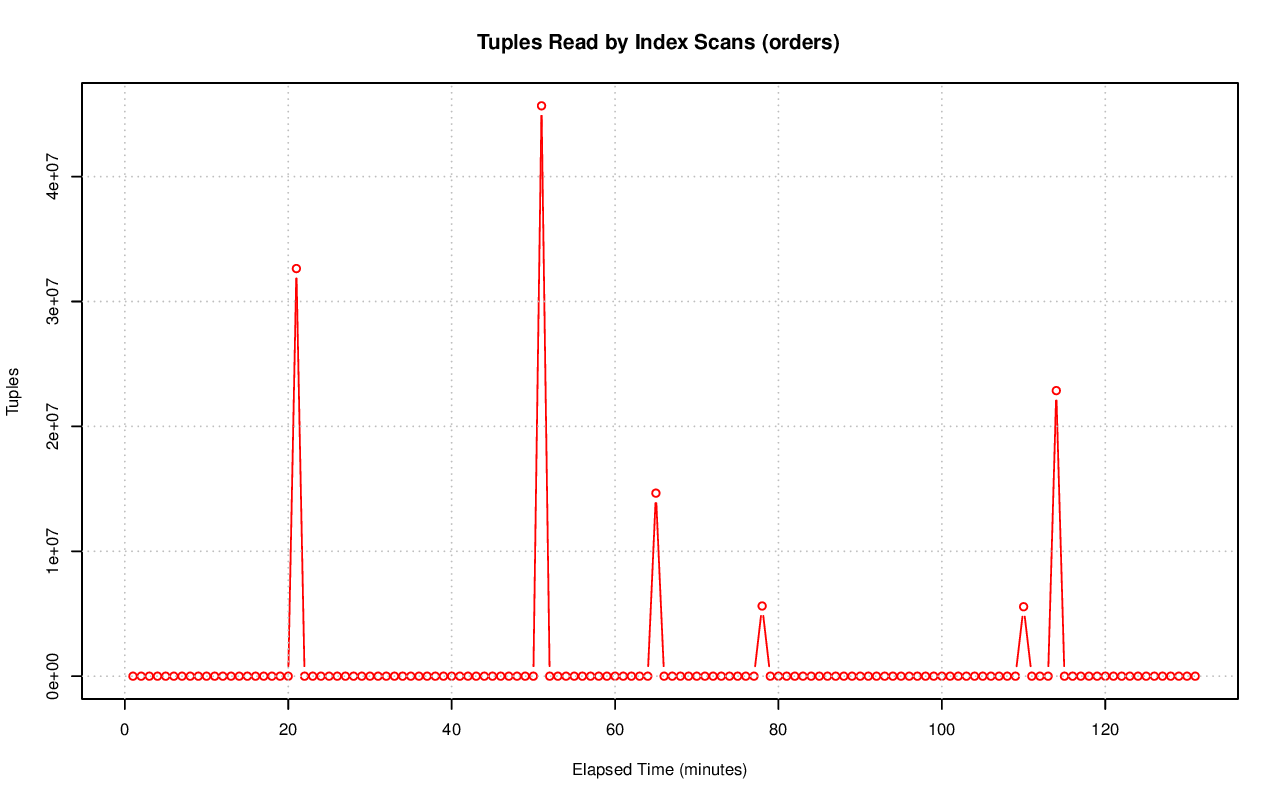 Tuples Read by Index Scans (orders)
Tuples
4e+07
3e+07
2e+07
1e+07
0e+00
0 20 40 60 80 100 120
Elapsed Time (minutes)